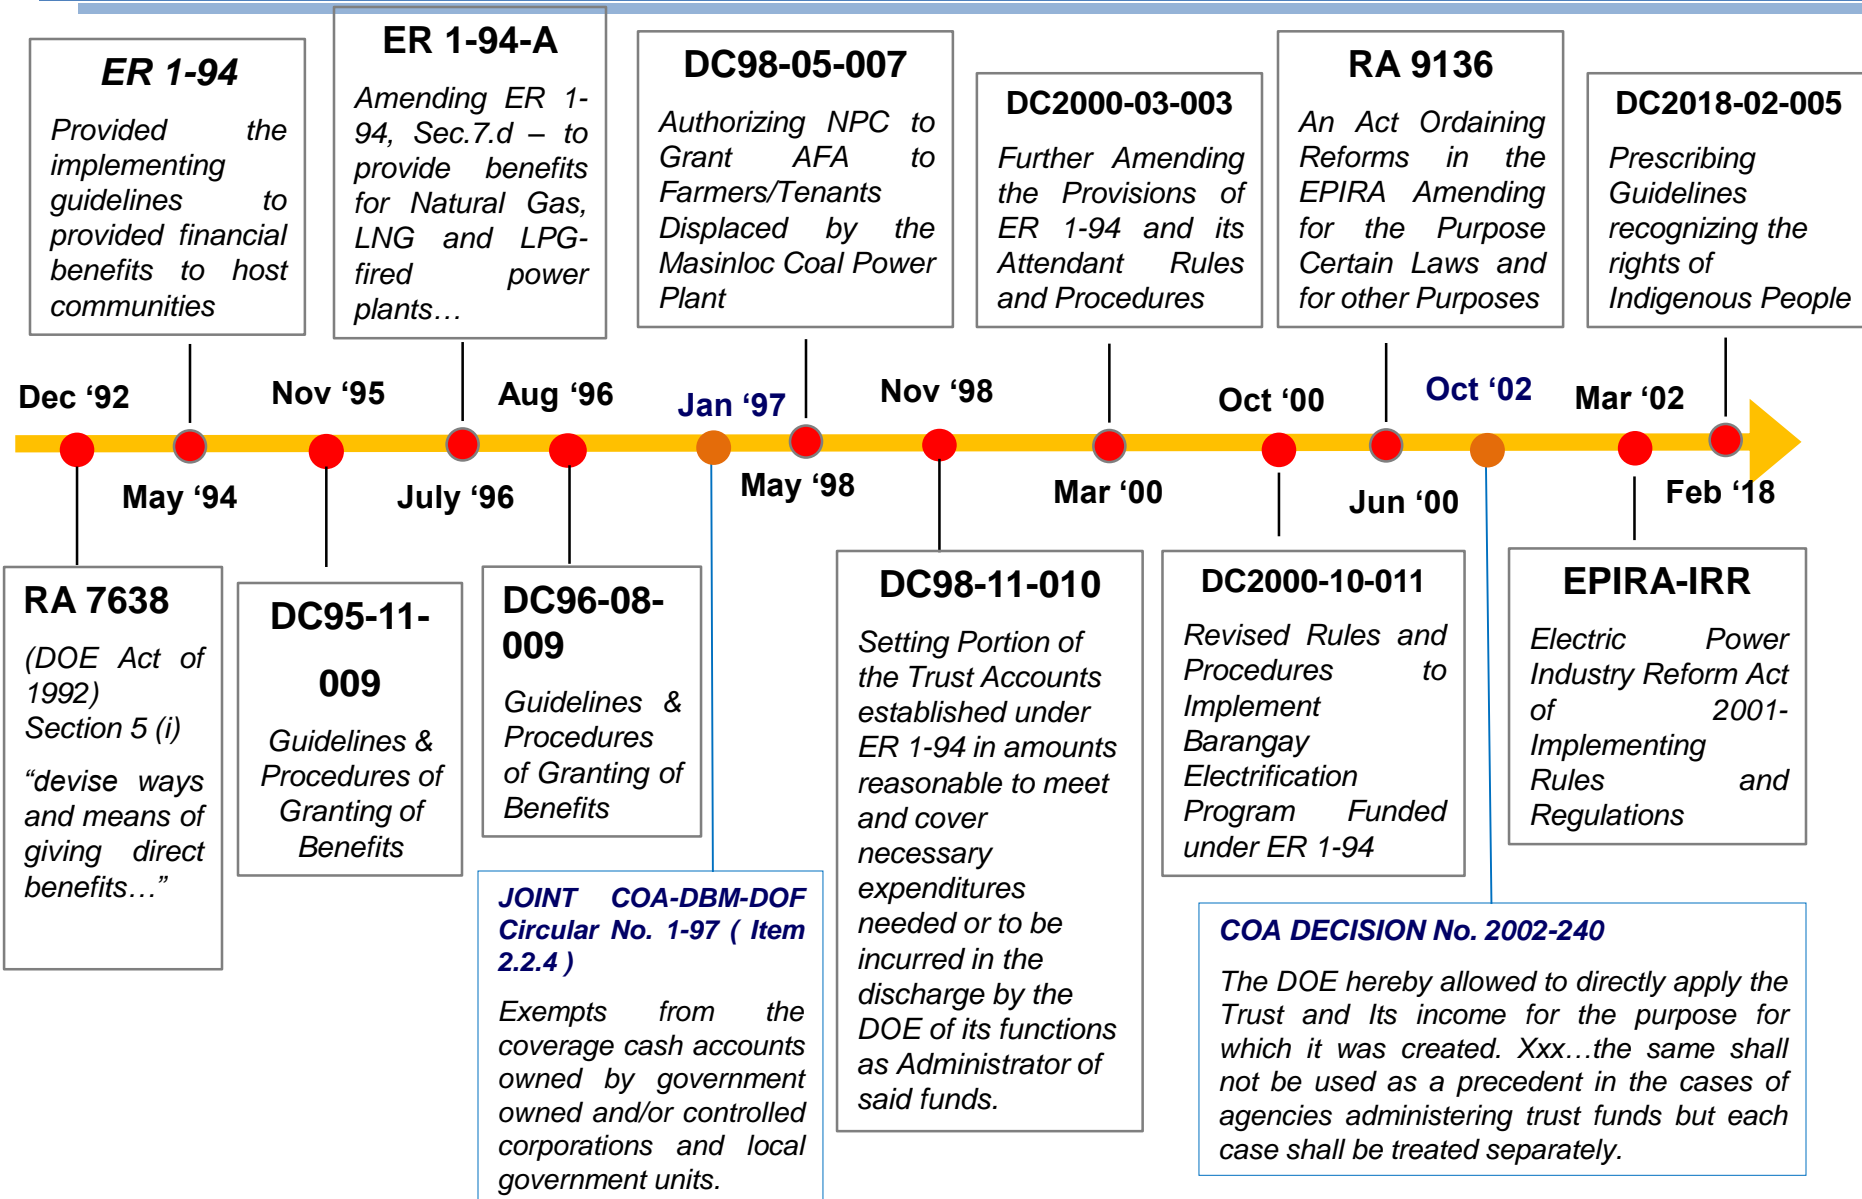 ER 1-94
Provided the
implementing
guidelines to
provided financial
benefits to host
communities
ER 1-94-A
Amending ER 1-
94, Sec.7.d – to
provide benefits
for Natural Gas,
LNG and LPG-
fired power
plants…
DC98-05-007
Authorizing NPC to
Grant AFA to
Farmers/Tenants
Displaced by the
Masinloc Coal Power
Plant
DC2000-03-003
Further Amending
the Provisions of
ER 1-94 and its
Attendant Rules
and Procedures
RA 9136
An Act Ordaining
Reforms in the
EPIRA Amending
for the Purpose
Certain Laws and
for other Purposes
DC2018-02-005
Prescribing
Guidelines
recognizing the
rights of
Indigenous People
Dec ‘92
Nov ‘95
Aug ‘96
Jan ‘97
Nov ‘98
Oct ‘00
Oct ‘02
Mar ‘02
May ‘94
July ‘96
May ‘98
Mar ‘00
Jun ‘00
Feb ‘18
RA 7638
(DOE Act of
1992)
Section 5 (i)
“devise ways
and means of
giving direct
benefits…”
DC95-11-
009
Guidelines &
Procedures of
Granting of
Benefits
DC96-08-
009
Guidelines &
Procedures
of Granting of
Benefits
JOINT COA-DBM-DOF
Circular No. 1-97 ( Item
2.2.4 )
Exempts from the
coverage cash accounts
owned by government
owned and/or controlled
corporations and local
government units.
DC98-11-010
Setting Portion of
the Trust Accounts
established under
ER 1-94 in amounts
reasonable to meet
and cover
necessary
expenditures
needed or to be
incurred in the
discharge by the
DOE of its functions
as Administrator of
said funds.
DC2000-10-011
Revised Rules and
Procedures to
Implement
Barangay
Electrification
Program Funded
under ER 1-94
EPIRA-IRR
Electric Power
Industry Reform Act
of 2001-
Implementing
Rules and
Regulations
COA DECISION No. 2002-240
The DOE hereby allowed to directly apply the
Trust and Its income for the purpose for
which it was created. Xxx…the same shall
not be used as a precedent in the cases of
agencies administering trust funds but each
case shall be treated separately.